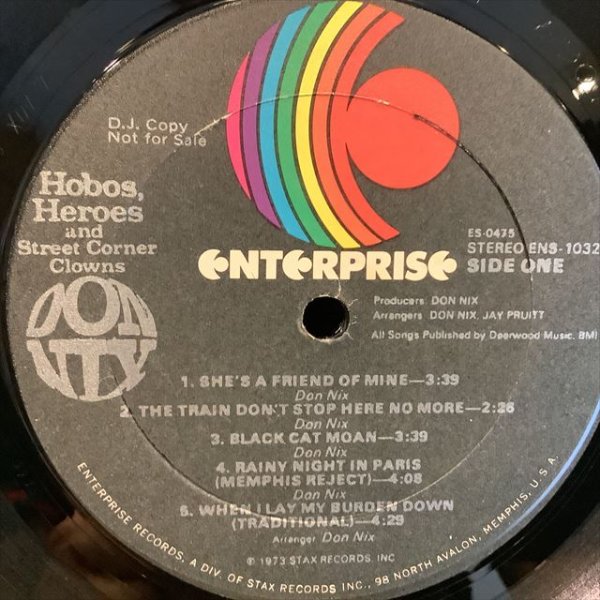 D.J. Copy
Not for Sale
Hobos,
Heroes
and
Street Corner
Clowns
DON
NIX
ENTERPRISE
ES-0475
STEREO ENS-1032
SIDE ONE
Producers: DON NIX
Arrangers: DON NIX, JAY PRUITT
All Songs Published by Deerwood Music, BMI
1. SHE'S A FRIEND OF MINE—3:39
Don Nix
2. THE TRAIN DON'T STOP HERE NO MORE—2:26
Don Nix
3. BLACK CAT MOAN—3:39
Don Nix
4. RAINY NIGHT IN PARIS
(MEMPHIS REJECT)—4:08
Don Nix
5. WHEN I LAY MY BURDEN DOWN
(TRADITIONAL)—4:29
Arranger: Don Nix
℗ 1973 STAX RECORDS, INC
ENTERPRISE RECORDS, A DIV. OF STAX RECORDS INC., 98 NORTH AVALON, MEMPHIS, U.S.A.